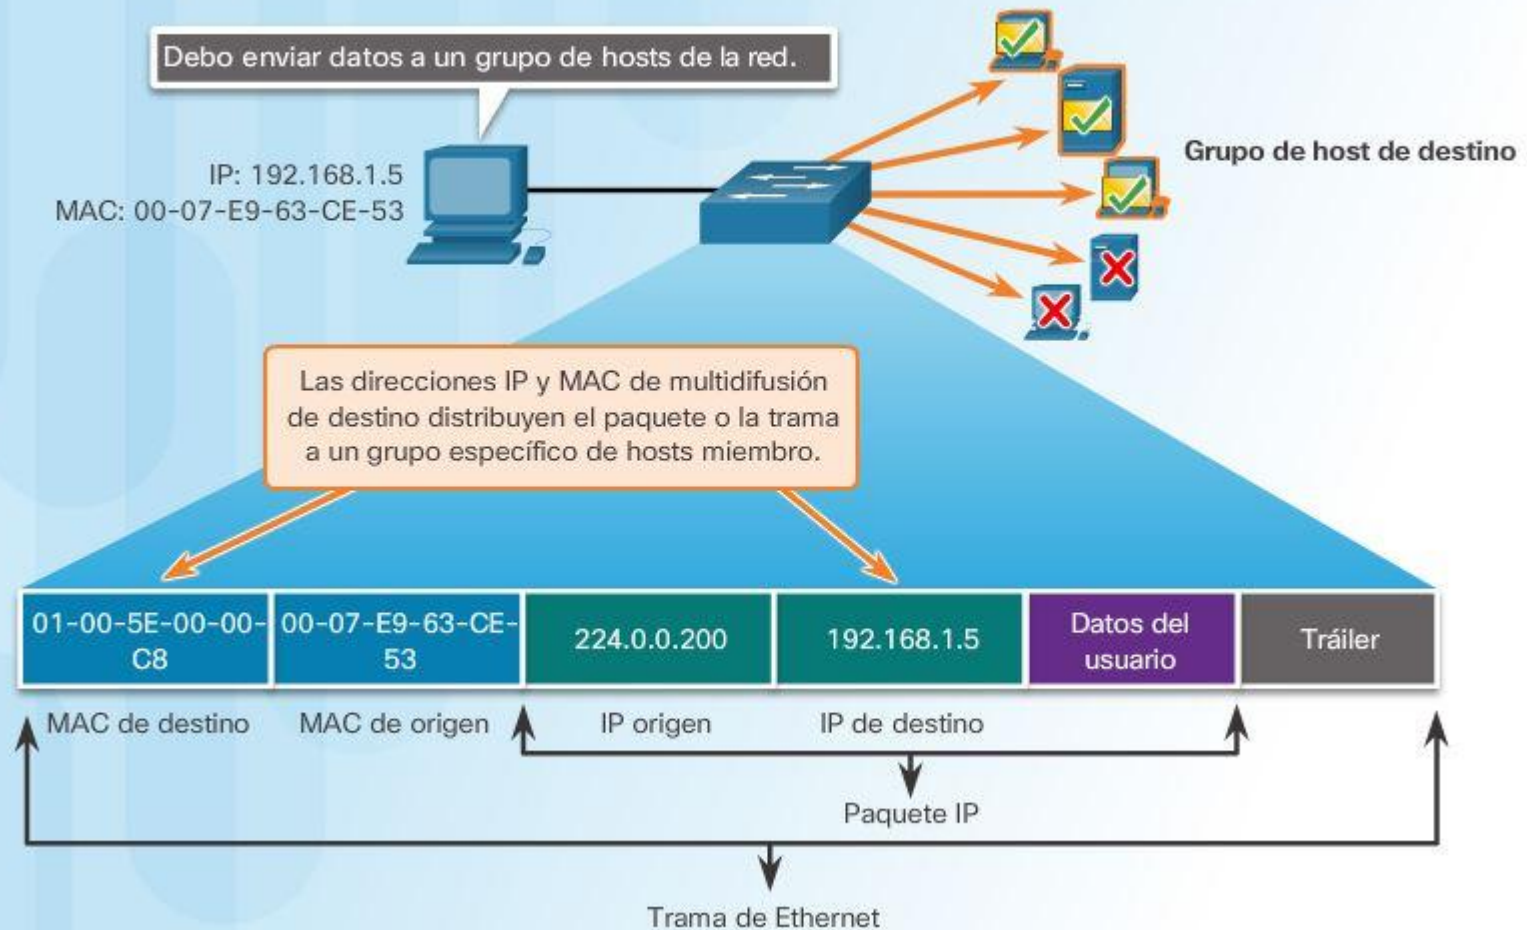 Debo enviar datos a un grupo de hosts de la red.
IP: 192.168.1.5
MAC: 00-07-E9-63-CE-53
Grupo de host de destino
Las direcciones IP y MAC de multidifusión
de destino distribuyen el paquete o la trama
a un grupo específico de hosts miembro.
01-00-5E-00-00-
C8
00-07-E9-63-CE-
53
224.0.0.200
192.168.1.5
Datos del
usuario
Tráiler
MAC de destino
MAC de origen
IP origen
IP de destino
Paquete IP
Trama de Ethernet